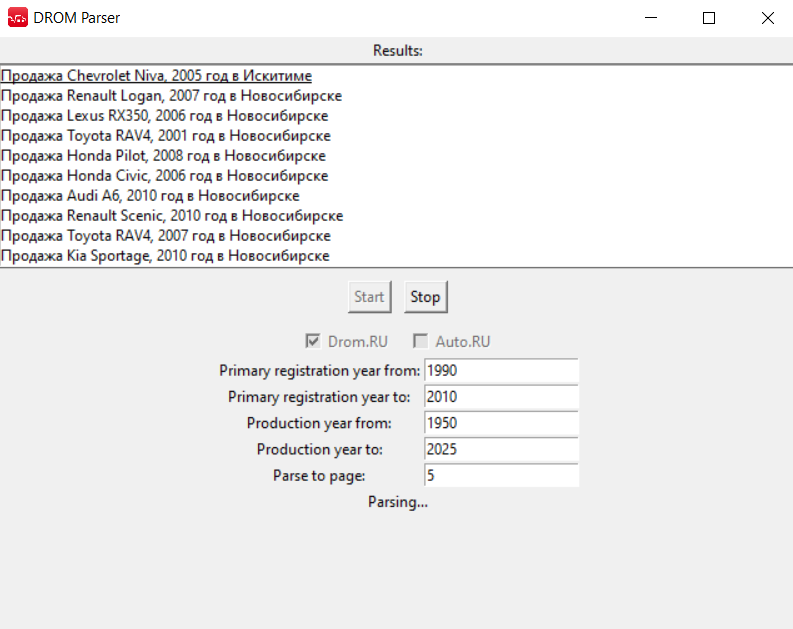 DROM Parser
Results:
Продажа Chevrolet Niva, 2005 год в Искитиме
Продажа Renault Logan, 2007 год в Новосибирске
Продажа Lexus RX350, 2006 год в Новосибирске
Продажа Toyota RAV4, 2001 год в Новосибирске
Продажа Honda Pilot, 2008 год в Новосибирске
Продажа Honda Civic, 2006 год в Новосибирске
Продажа Audi A6, 2010 год в Новосибирске
Продажа Renault Scenic, 2010 год в Новосибирске
Продажа Toyota RAV4, 2007 год в Новосибирске
Продажа Kia Sportage, 2010 год в Новосибирске
Start Stop
Drom.RU Auto.RU
Primary registration year from: 1990
Primary registration year to: 2010
Production year from: 1950
Production year to: 2025
Parse to page: 5
Parsing...